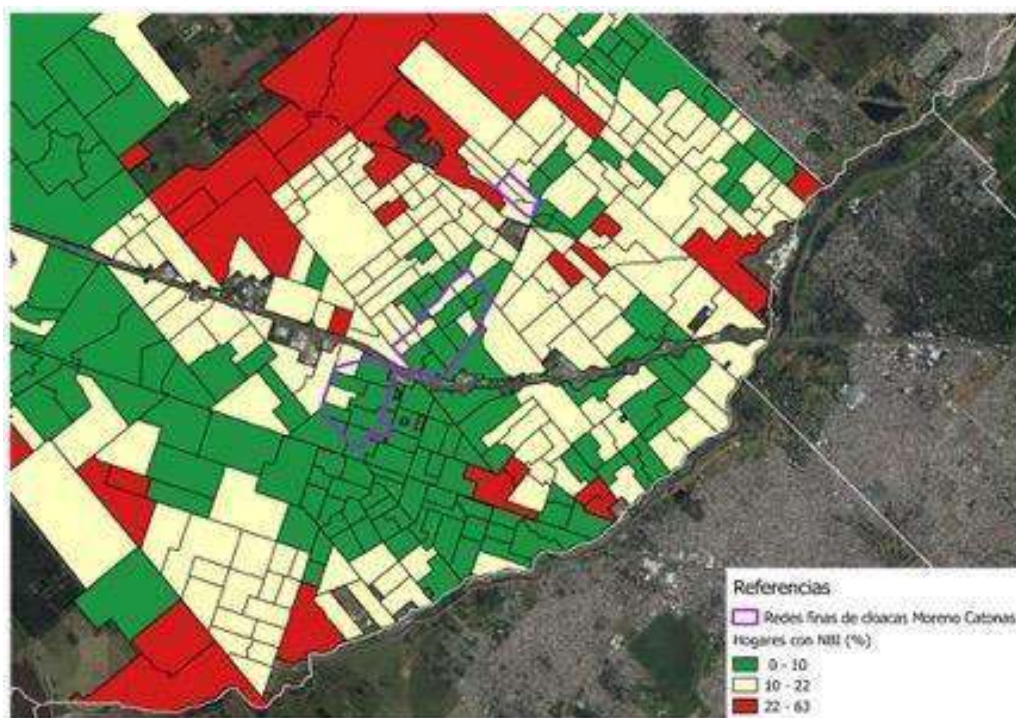 Referencias
Redes finas de cloacas Moreno Catonas
Hogares con NBI (%)
0 - 10
10 - 22
22 - 63